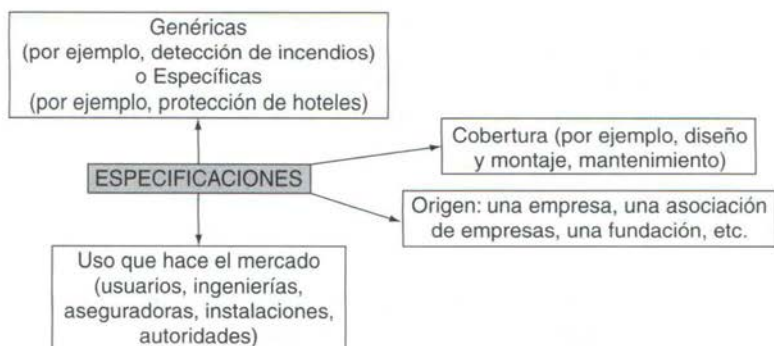 Genéricas
(por ejemplo, detección de incendios)
o Específicas
(por ejemplo, protección de hoteles)
Cobertura (por ejemplo, diseño
y montaje, mantenimiento)
ESPECIFICACIONES
Origen: una empresa, una asociación
de empresas, una fundación, etc.
Uso que hace el mercado
(usuarios, ingenierías,
aseguradoras, instalaciones,
autoridades)